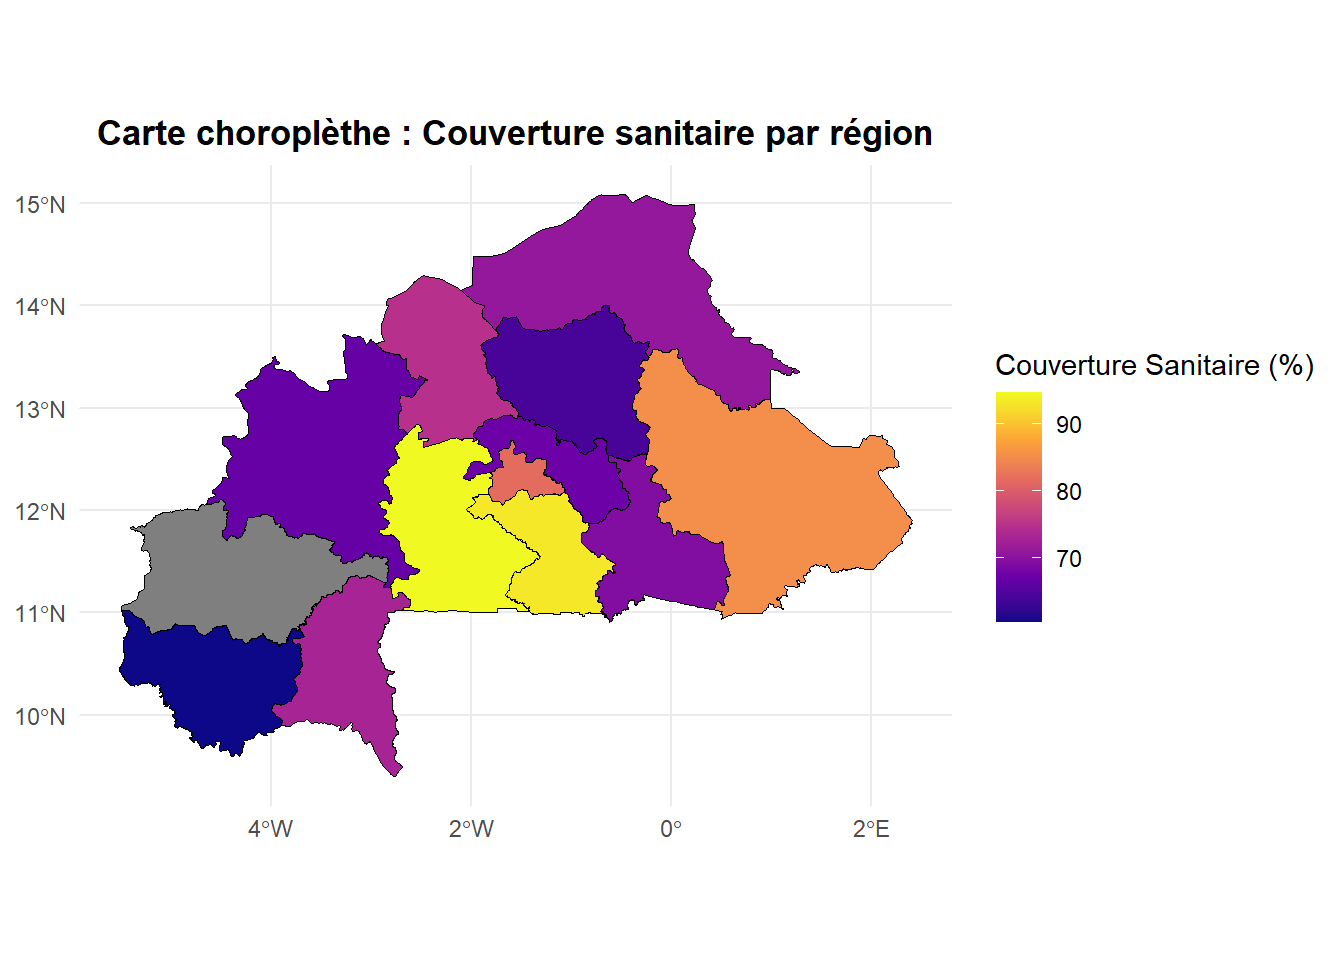 Carte choroplèthe : Couverture sanitaire par région
15°N
14°N
13°N
12°N
11°N
10°N
4°W
2°W
0°
2°E
Couverture Sanitaire (%)
90
80
70